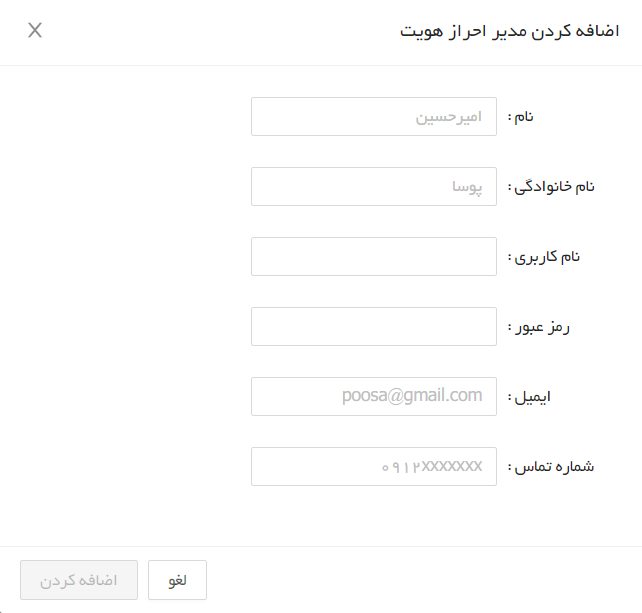 اضافه کردن مدیر احراز هویت
نام : امیرحسین
نام خانوادگی : پوسا
نام کاربری :
رمز عبور :
ایمیل : poosa@gmail.com
شماره تماس : ۰۹۱۲xxxxxxx
لغو اضافه کردن